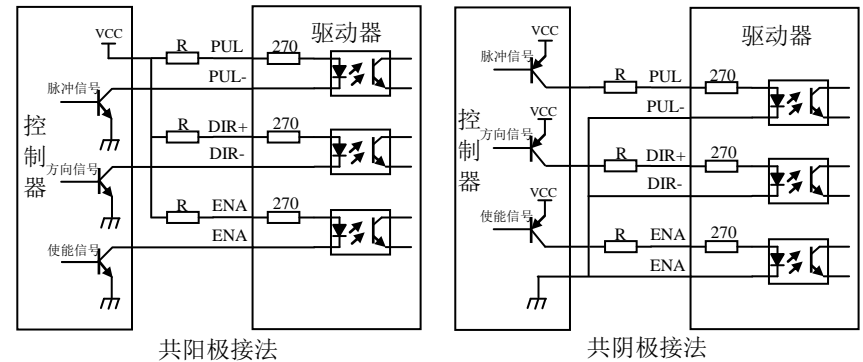 VCC
R PUL 270 驱动器
脉冲信号 PUL-
控制器
R DIR+ 270
方向信号 DIR-
R ENA 270
使能信号 ENA
共阳极接法
VCC 驱动器
脉冲信号 R PUL 270
PUL-
控制器
VCC
方向信号 R DIR+ 270
DIR-
VCC
使能信号 R ENA 270
ENA
共阴极接法